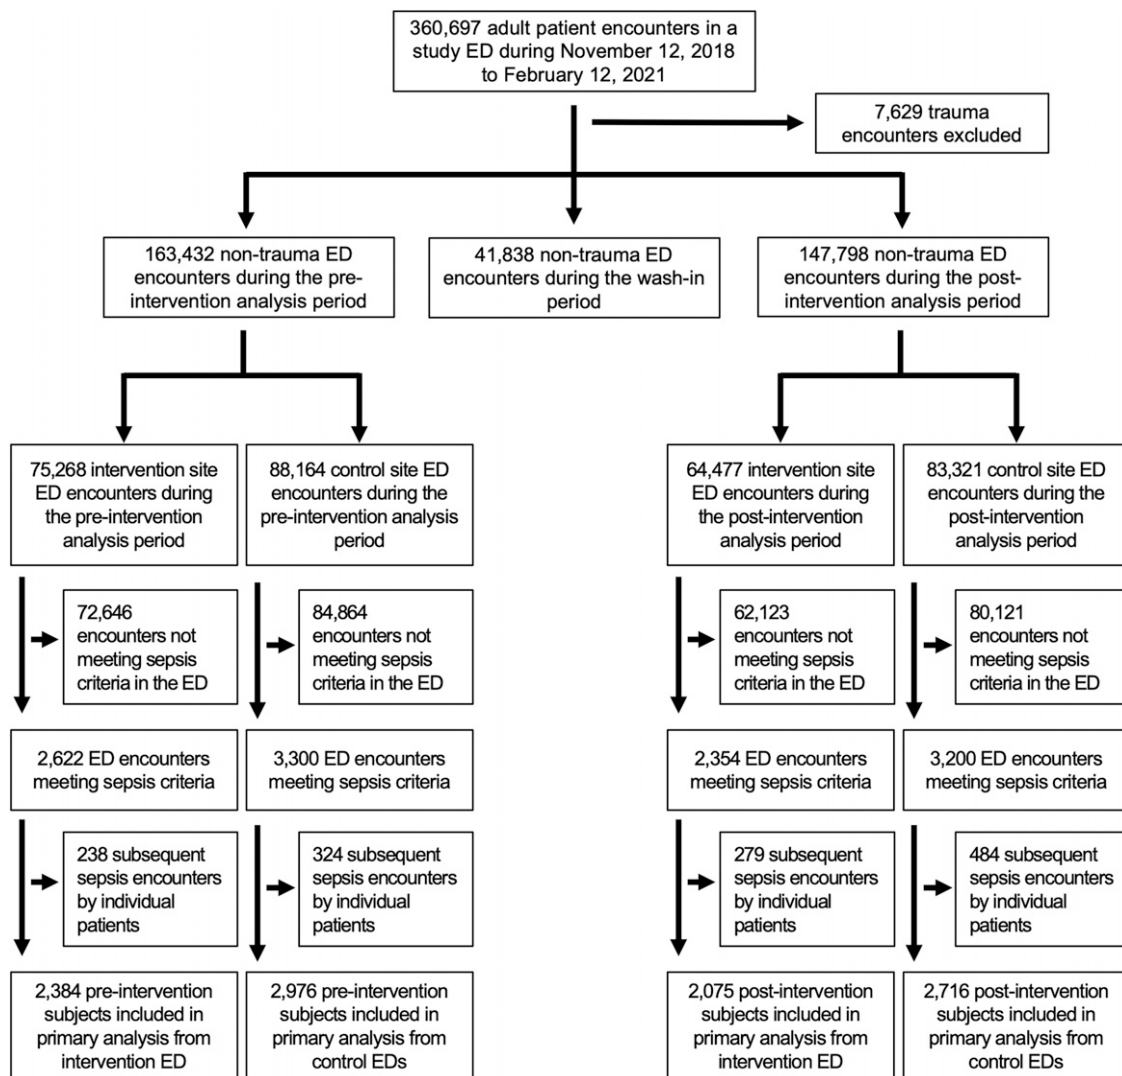 360,697 adult patient encounters in a
study ED during November 12, 2018
to February 12, 2021
7,629 trauma
encounters excluded
163,432 non-trauma ED
encounters during the pre-
intervention analysis period
41,838 non-trauma ED
encounters during the wash-in
period
147,798 non-trauma ED
encounters during the post-
intervention analysis period
75,268 intervention site
ED encounters during
the pre-intervention
analysis period)
88,164 control site ED
encounters during the
pre-intervention analysis
period
64,477 intervention site
ED encounters during
the post-intervention
analysis period)
83,321 control site ED
encounters during the
post-intervention
analysis period)
72,646
encounters not
meeting sepsis
criteria in the ED
84,864
encounters not
meeting sepsis
criteria in the ED
62,123
encounters not
meeting sepsis
criteria in the ED
80,121
encounters not
meeting sepsis
criteria in the ED
2,622 ED encounters
meeting sepsis criteria
3,300 ED encounters
meeting sepsis criteria
2,354 ED encounters
meeting sepsis criteria
3,200 ED encounters
meeting sepsis criteria
238 subsequent
sepsis encounters
by individual
patients
324 subsequent
sepsis encounters
by individual
patients
279 subsequent
sepsis encounters
by individual
patients
484 subsequent
sepsis encounters
by individual
patients
2,384 pre-intervention
subjects included in
primary analysis from
intervention ED
2,976 pre-intervention
subjects included in
primary analysis from
control EDs
2,075 post-intervention
subjects included in
primary analysis from
intervention ED
2,716 post-intervention
subjects included in
primary analysis from
control EDs